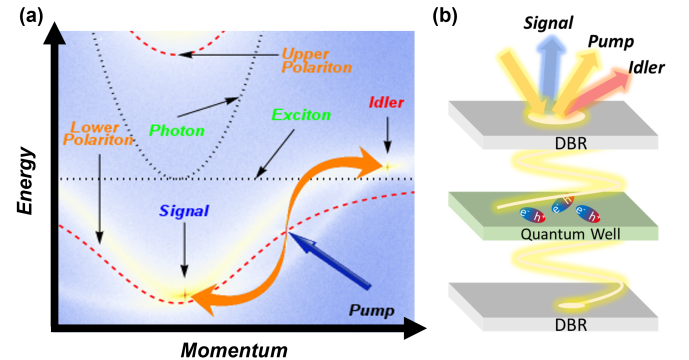 (a)
Upper
Polariton
Photon
Exciton
Idler
Lower
Polariton
Signal
Pump
Energy
Momentum
(b)
Signal
Pump
Idler
DBR
e-
h+
e-
h+
e-
h+
Quantum Well
DBR